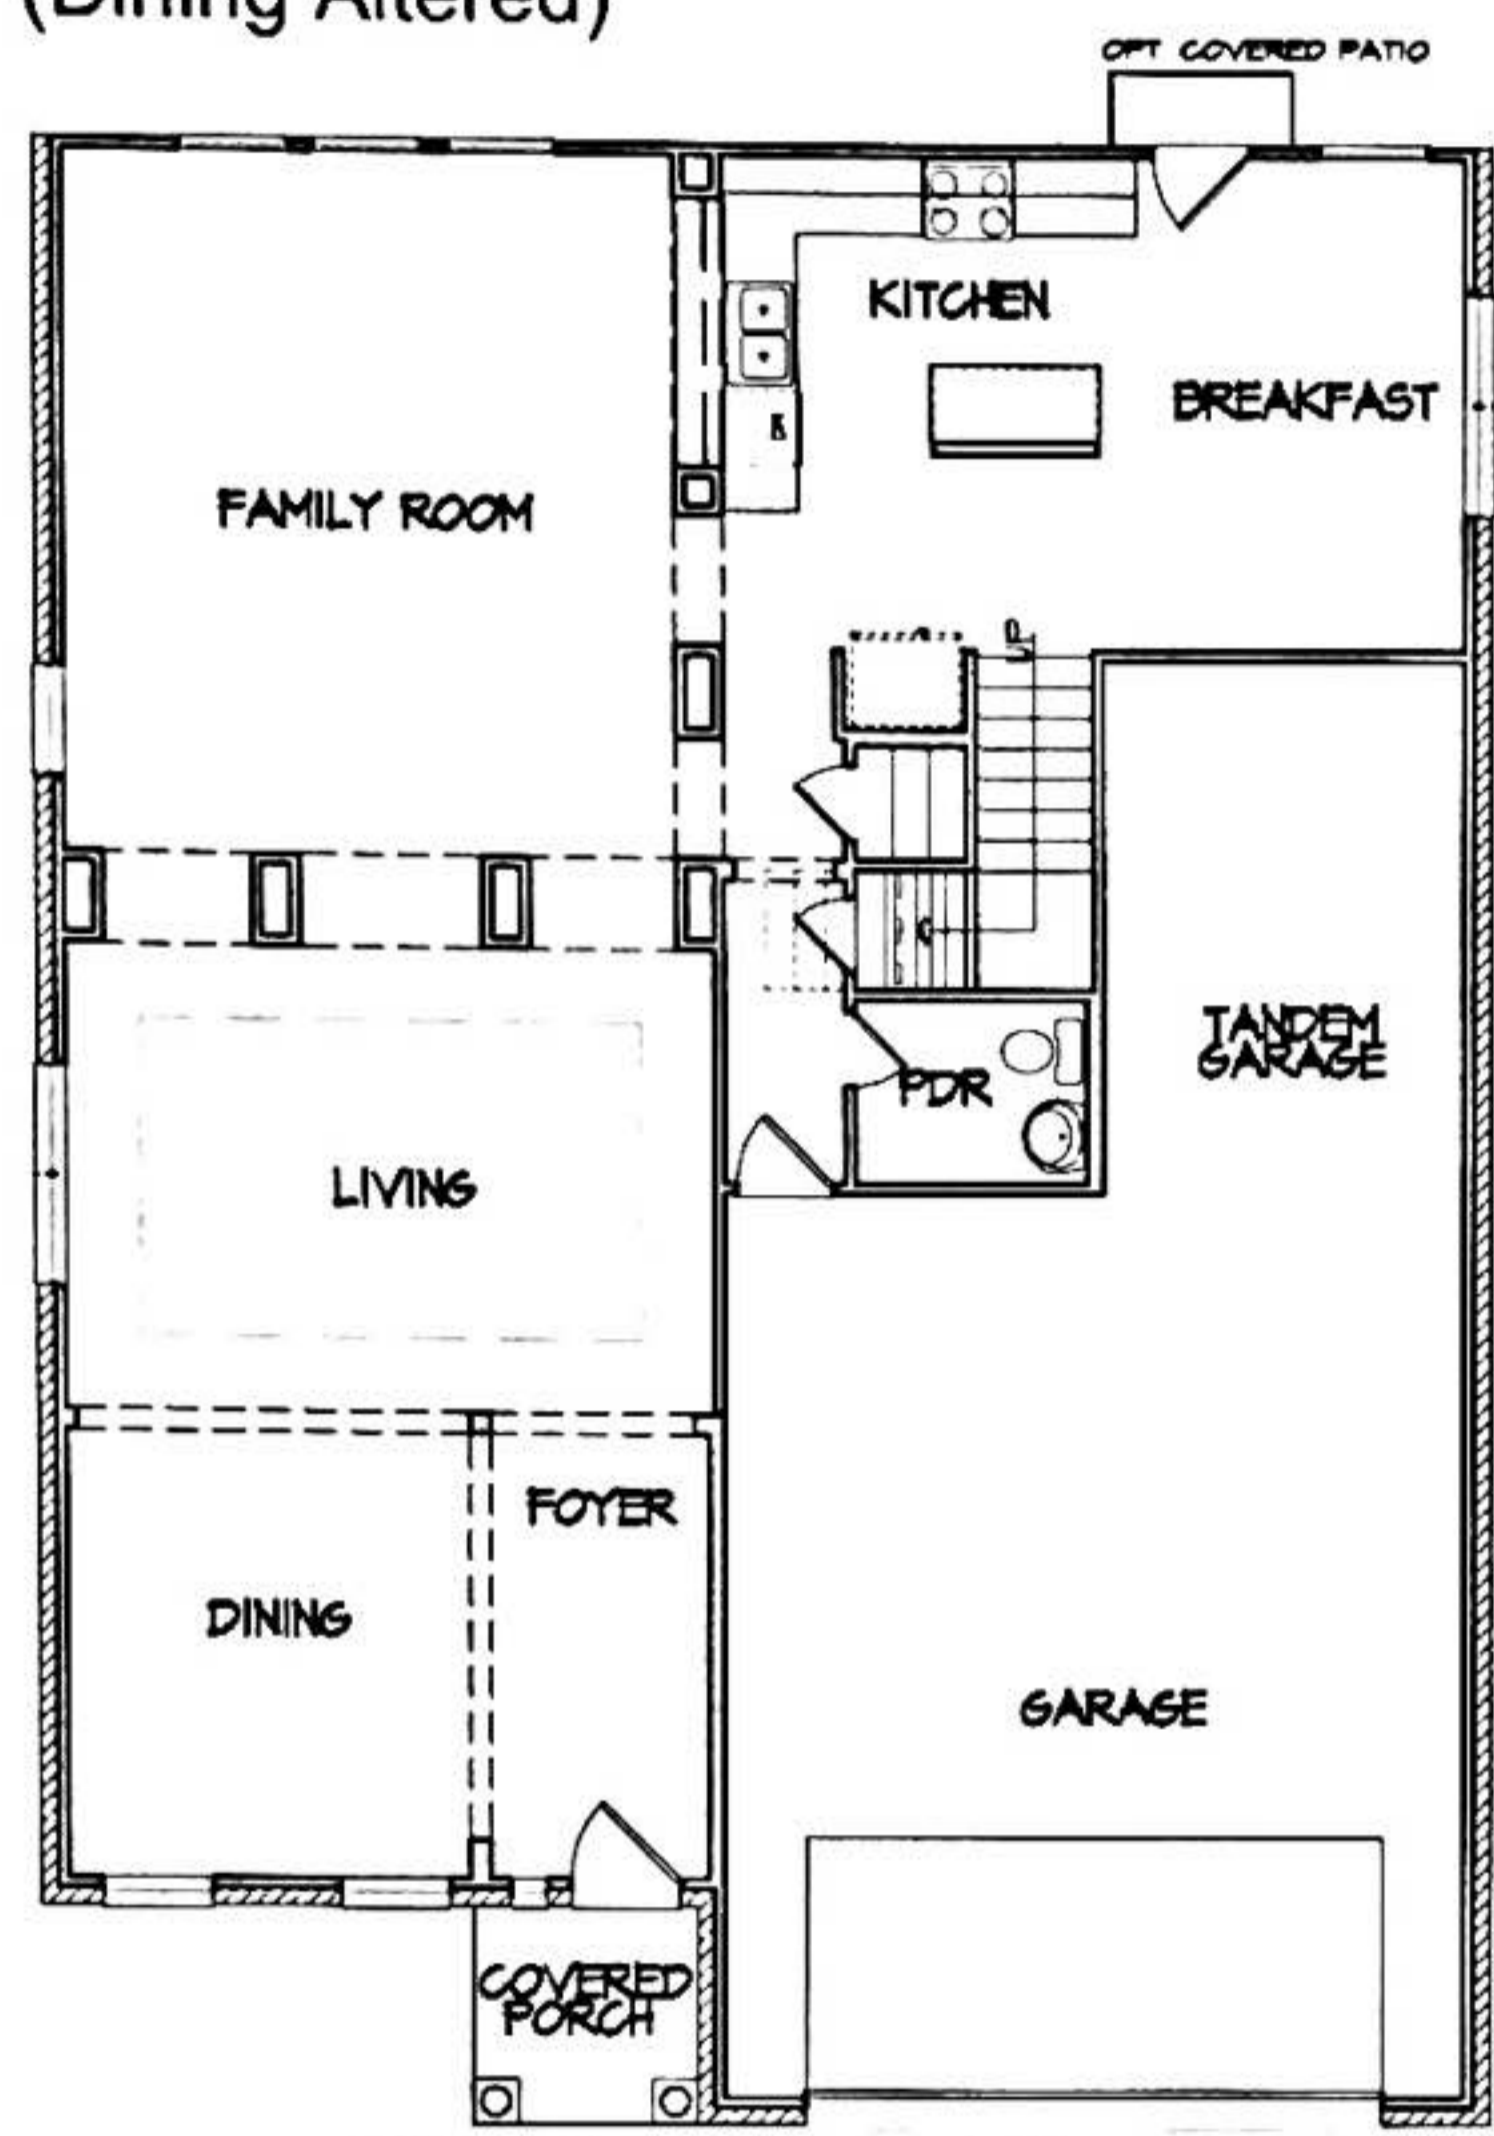 (Dining Altered)
OPT COVERED PATIO
KITCHEN
BREAKFAST
FAMILY ROOM
UP
TANDEM
GARAGE
PDR
LIVING
FOYER
DINING
GARAGE
COVERED
PORCH